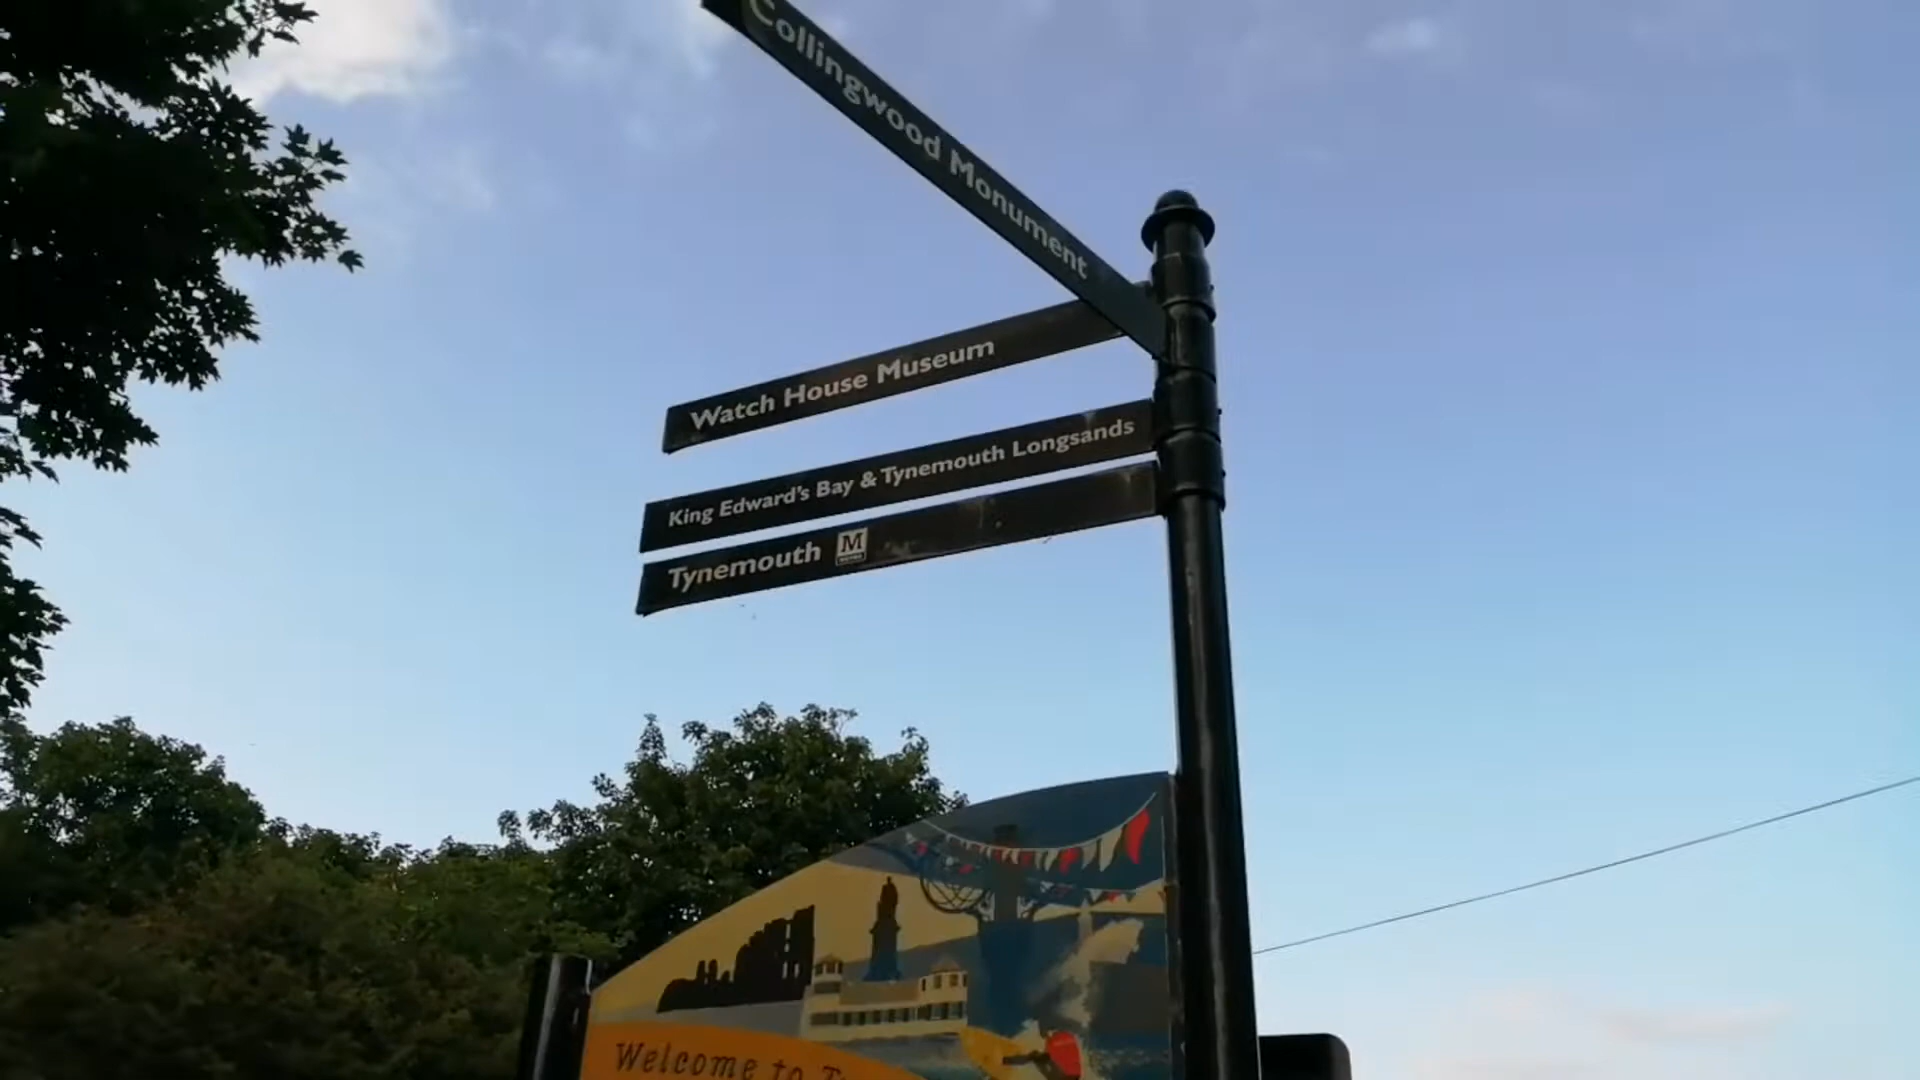 Collingwood Monument
Watch House Museum
King Edward's Bay & Tynemouth Longsands
Tynemouth M
Welcome to